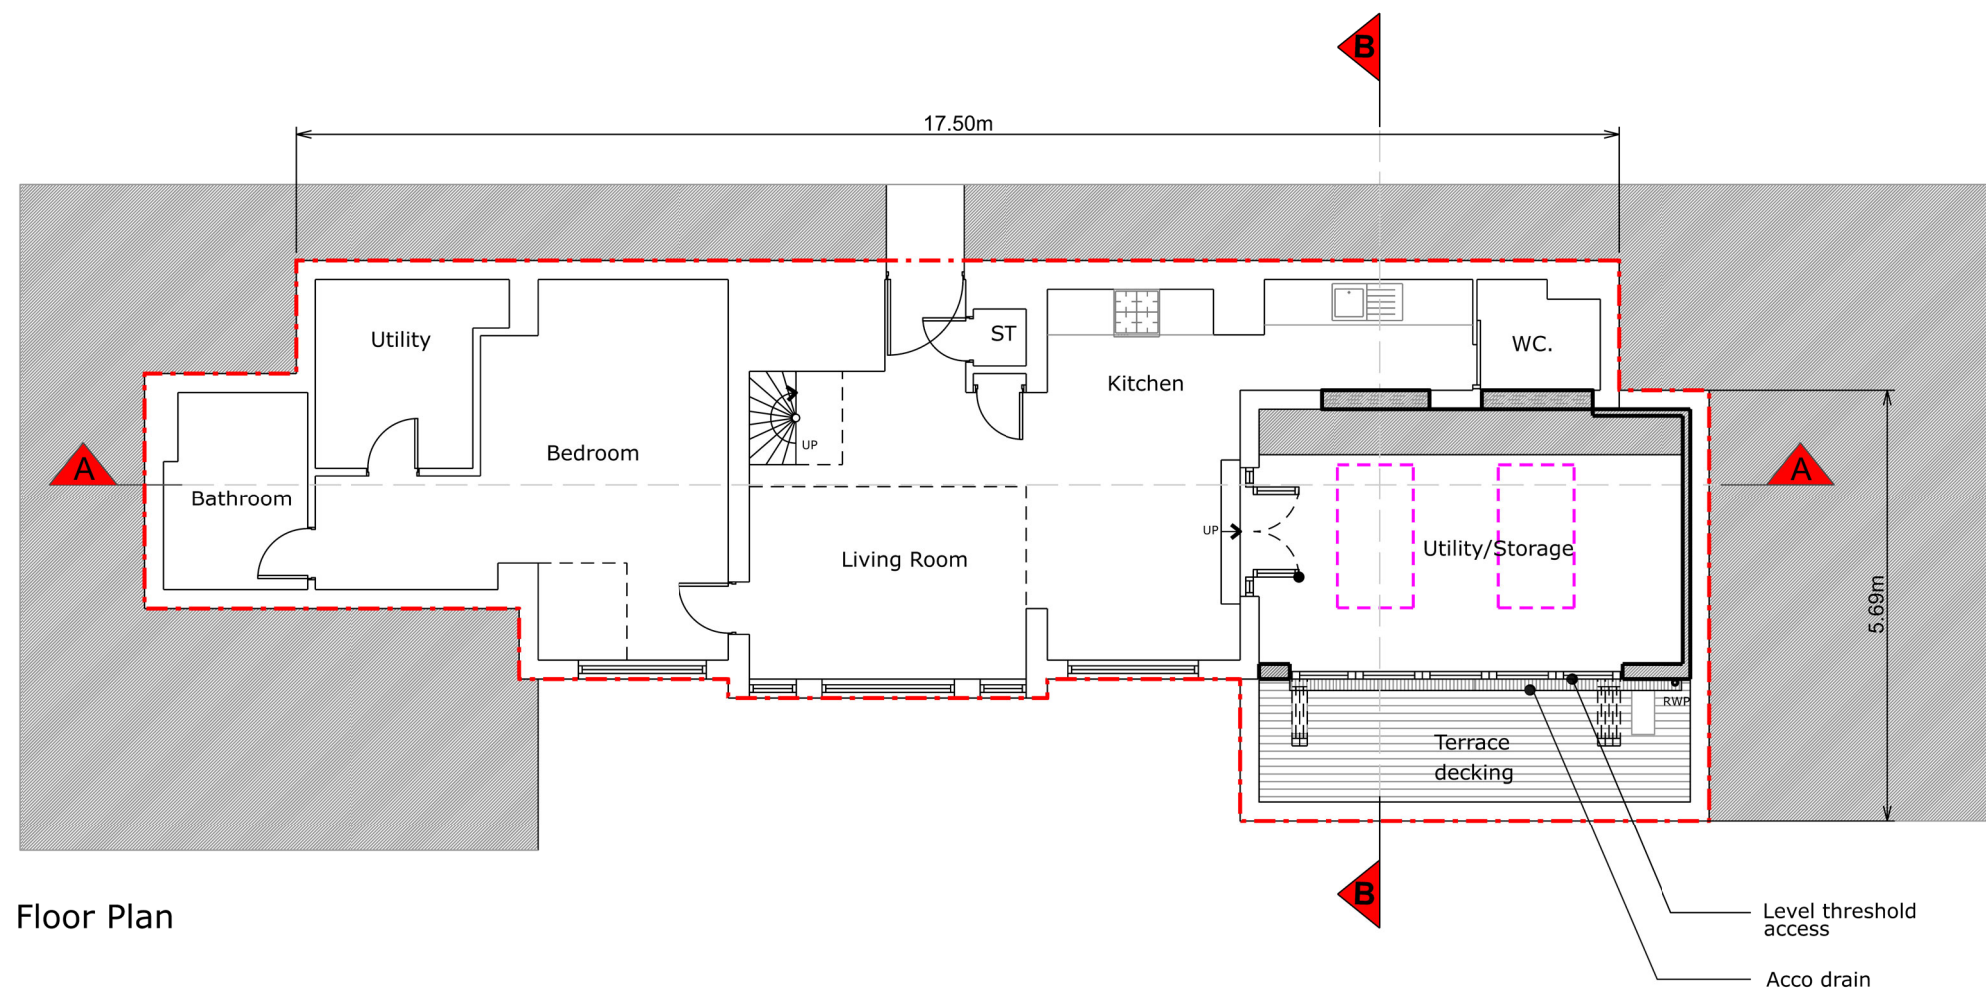 B
17.50m
Utility
ST
WC.
Kitchen
UP
Bedroom
A
A
Bathroom
UP
Living Room
Utility/Storage
5.69m
RWP
Terrace
decking
B
Floor Plan
Level threshold
access
Acco drain